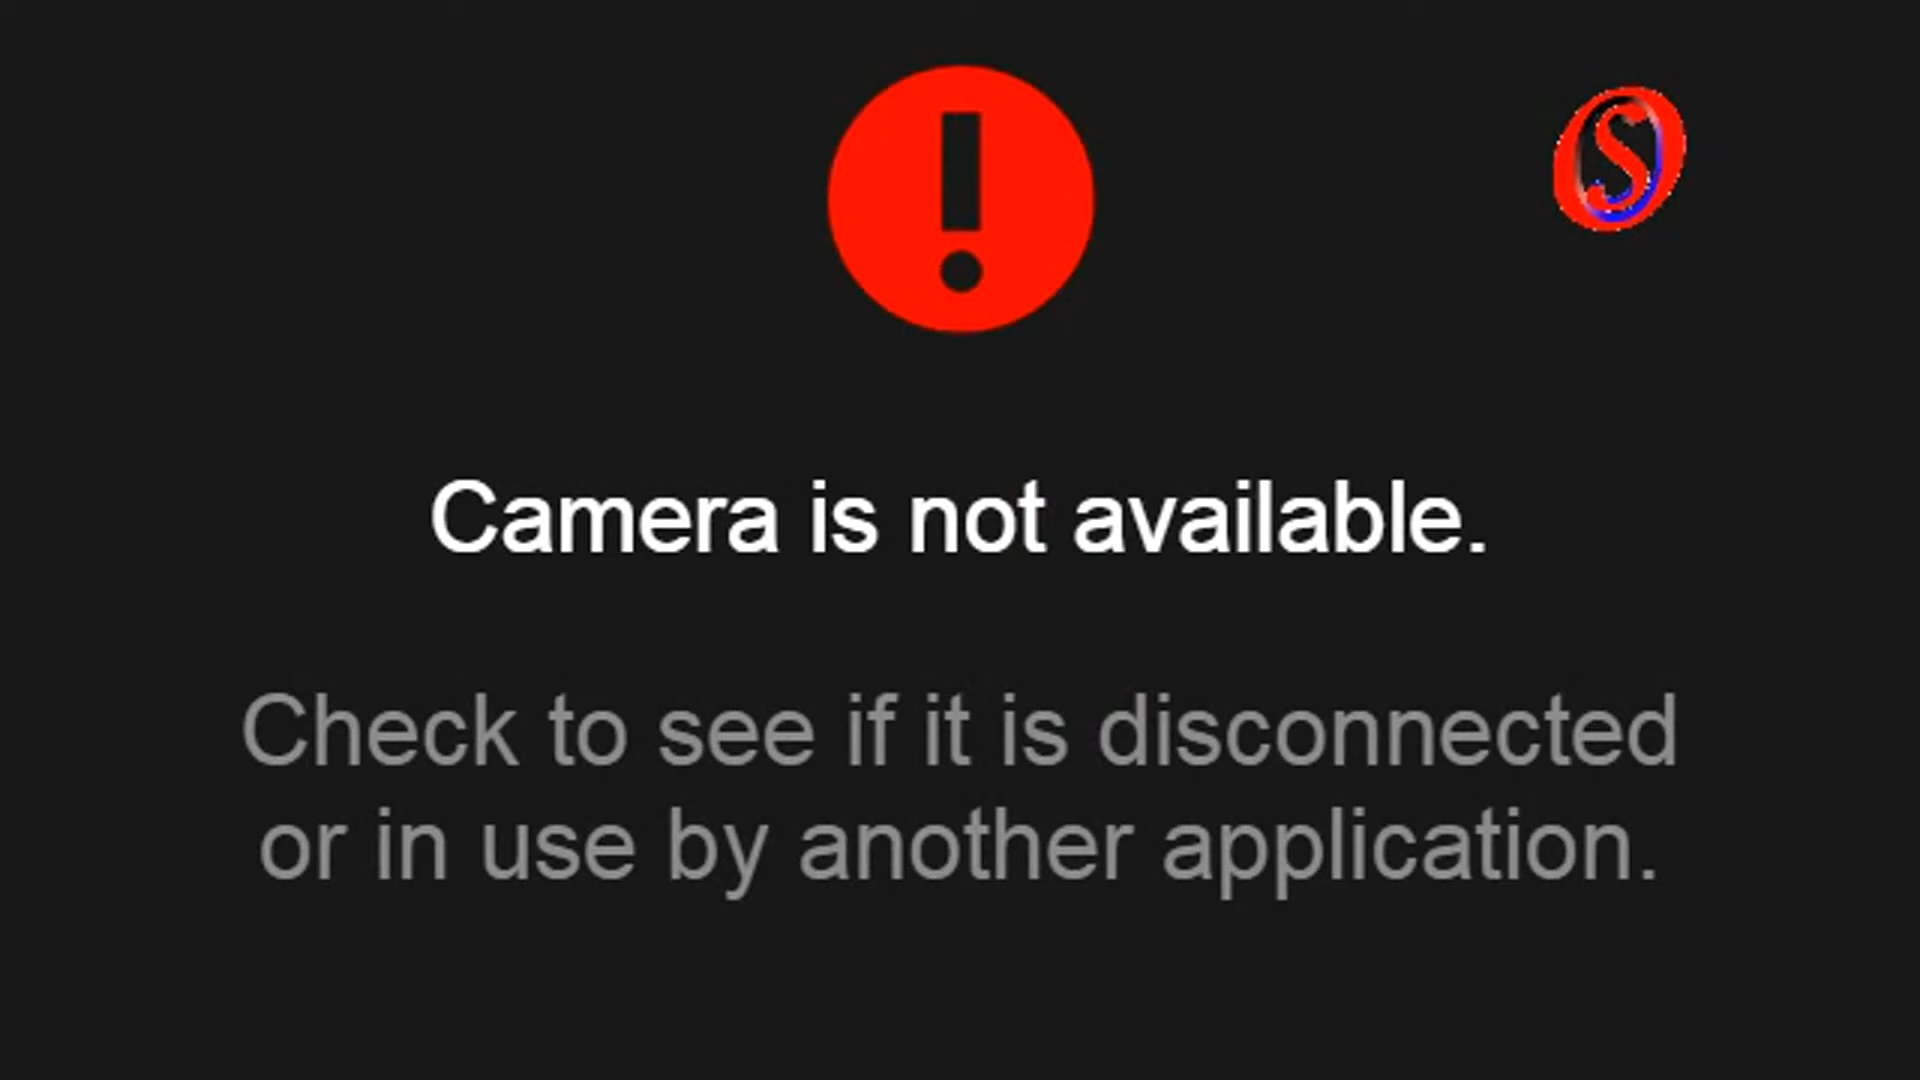 Camera is not available.
Check to see if it is disconnected
or in use by another application.